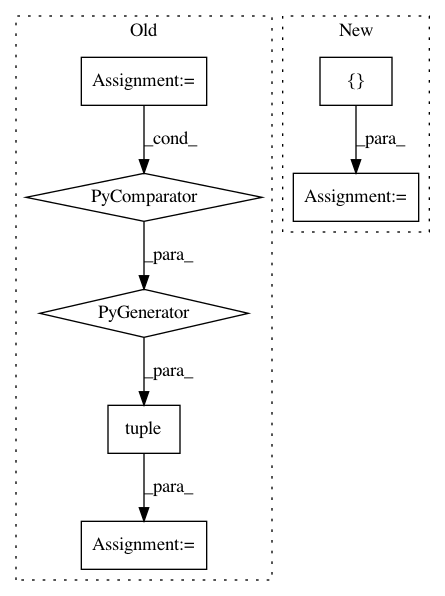 Old
New
Assignment:=
{}
_cond_
_para_
PyComparator
Assignment:=
_para_
PyGenerator
_para_
tuple
_para_
Assignment:=